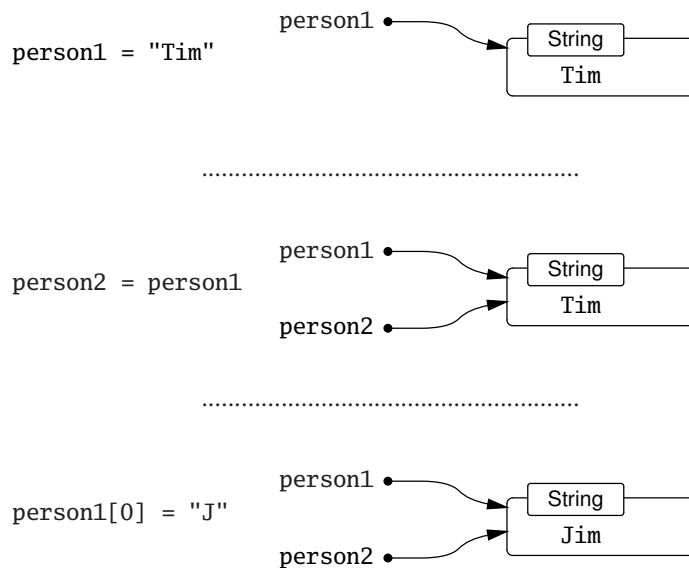 person1
person1 = "Tim"
String
Tim
person1
person2 = person1
String
Tim
person2
person1
person1[0] = "J"
String
Jim
person2